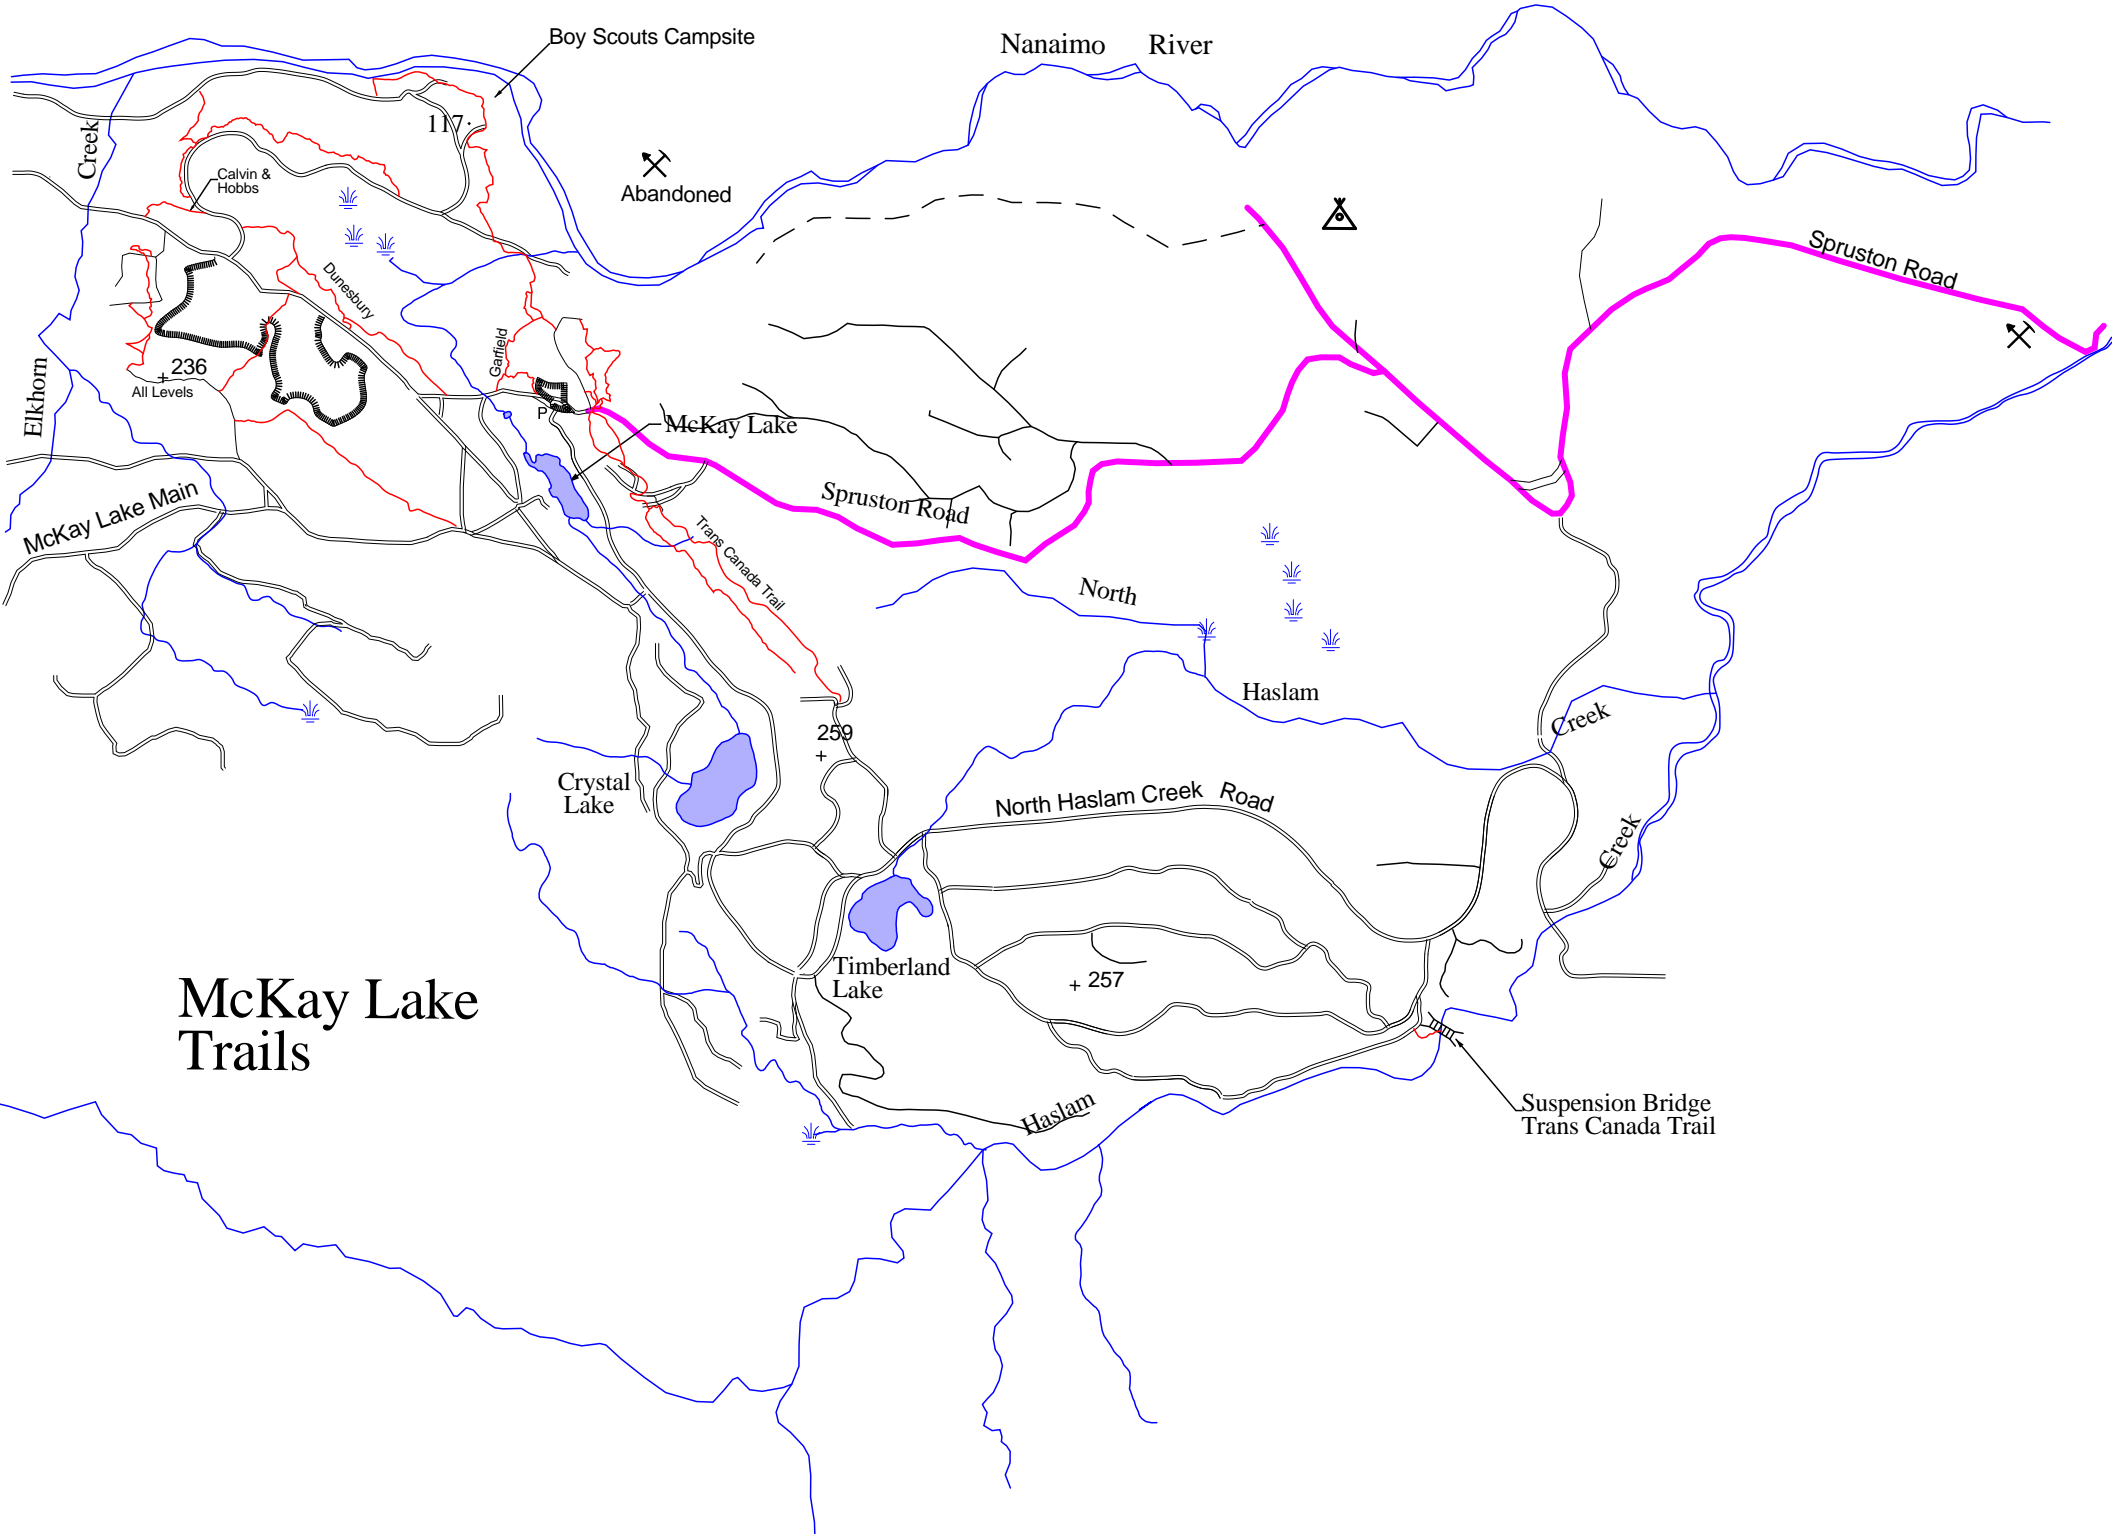 Boy Scouts Campsite
Nanaimo River
Creek
117
Calvin &
Hobbs
Abandoned
Spruston Road
Dunesbury
Garfield
236
All Levels
Elkhorn
P
McKay Lake
McKay Lake Main
Spruston Road
Trans Canada Trail
North
Haslam
Creek
259
Crystal
Lake
North Haslam Creek Road
Creek
Timberland
Lake
257
McKay Lake
Trails
Haslam
Suspension Bridge
Trans Canada Trail